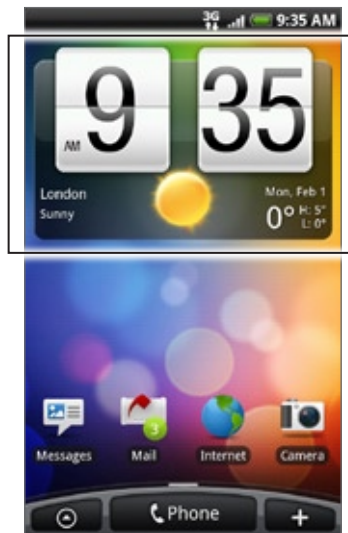 3G 9:35 AM
9 35
AM
London Mon, Feb 1
Sunny 0° H: 5°
L: 0°
3
Messages Mail Internet Camera
Phone